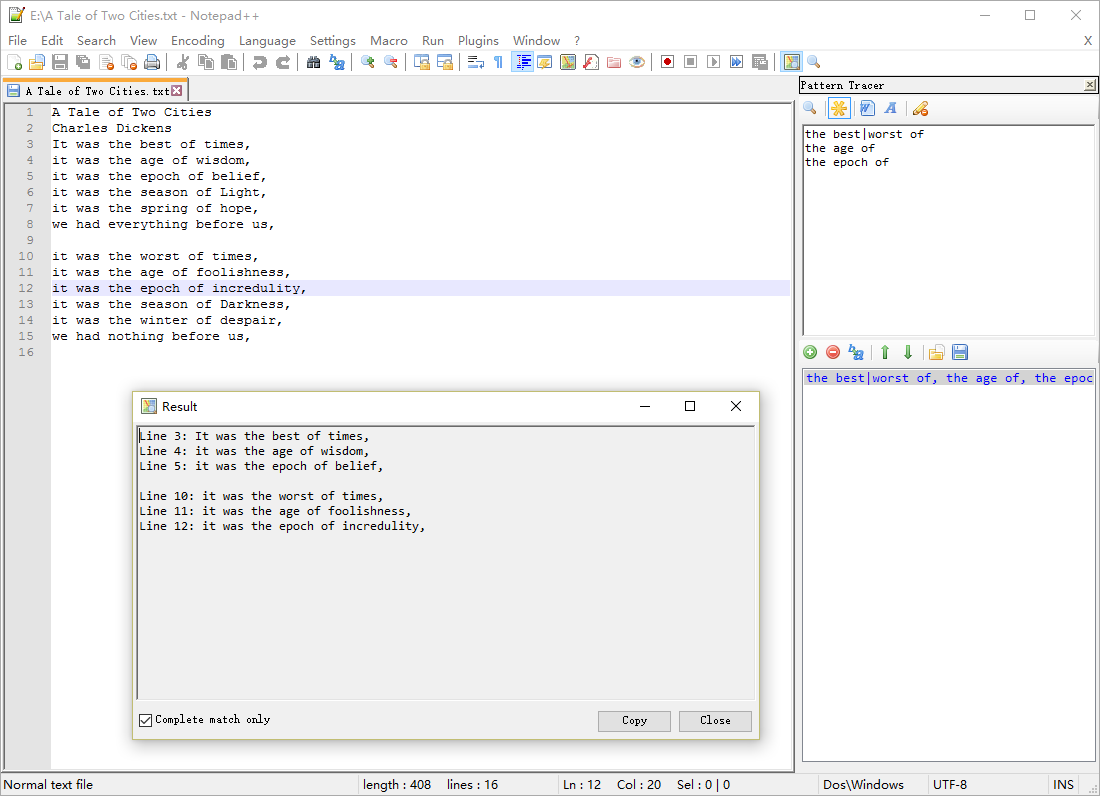 E:\A Tale of Two Cities.txt - Notepad++
File Edit Search View Encoding Language Settings Macro Run Plugins Window ? X
A Tale of Two Cities.txt
1 A Tale of Two Cities
2 Charles Dickens
3 It was the best of times,
4 it was the age of wisdom,
5 it was the epoch of belief,
6 it was the season of Light,
7 it was the spring of hope,
8 we had everything before us,
9
10 it was the worst of times,
11 it was the age of foolishness,
12 it was the epoch of incredulity,
13 it was the season of Darkness,
14 it was the winter of despair,
15 we had nothing before us,
16
Pattern Tracer
the best|worst of
the age of
the epoch of
the best|worst of, the age of, the epoc
Result
Line 3: It was the best of times,
Line 4: it was the age of wisdom,
Line 5: it was the epoch of belief,
Line 10: it was the worst of times,
Line 11: it was the age of foolishness,
Line 12: it was the epoch of incredulity,
Complete match only
Copy
Close
Normal text file length : 408 lines : 16 Ln : 12 Col : 20 Sel : 0 | 0 Dos\Windows UTF-8 INS